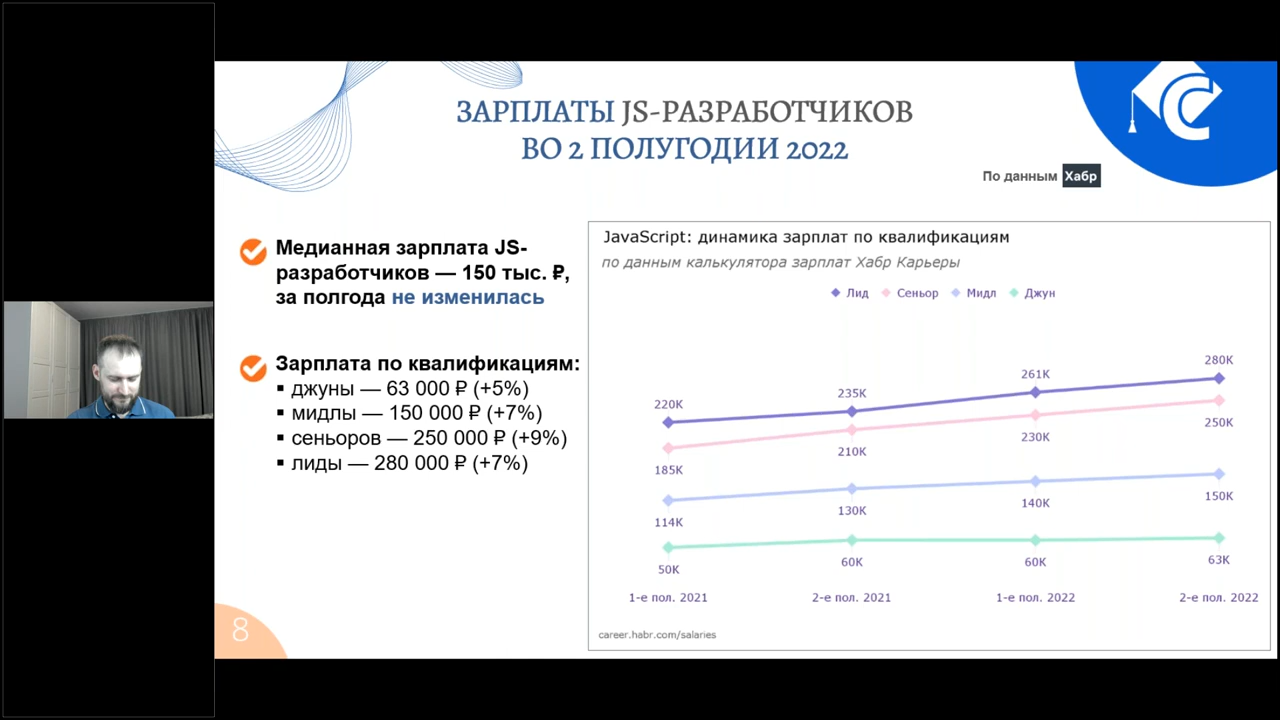 ЗАРПЛАТЫ JS-РАЗРАБОТЧИКОВ
ВО 2 ПОЛУГОДИИ 2022
По данным Хабр
Медианная зарплата JS-
разработчиков — 150 тыс. ₽,
за полгода не изменилась
Зарплата по квалификациям:
▪ джуны — 63 000 ₽ (+5%)
▪ мидлы — 150 000 ₽ (+7%)
▪ сеньоров — 250 000 ₽ (+9%)
▪ лиды — 280 000 ₽ (+7%)
JavaScript: динамика зарплат по квалификациям
по данным калькулятора зарплат Хабр Карьеры
Лид Сеньор Мидл Джун
220K 235K 261K 280K
185K 210K 230K 250K
114K 130K 140K 150K
50K 60K 60K 63K
1-е пол. 2021 2-е пол. 2021 1-е пол. 2022 2-е пол. 2022
career.habr.com/salaries
8